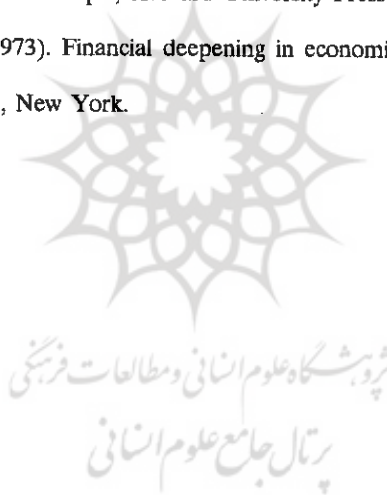 973). Financial deepening in economi
, New York.
پژوهشگاه علوم انسانی و مطالعات فرهنگی
پرتال جامع علوم انسانی